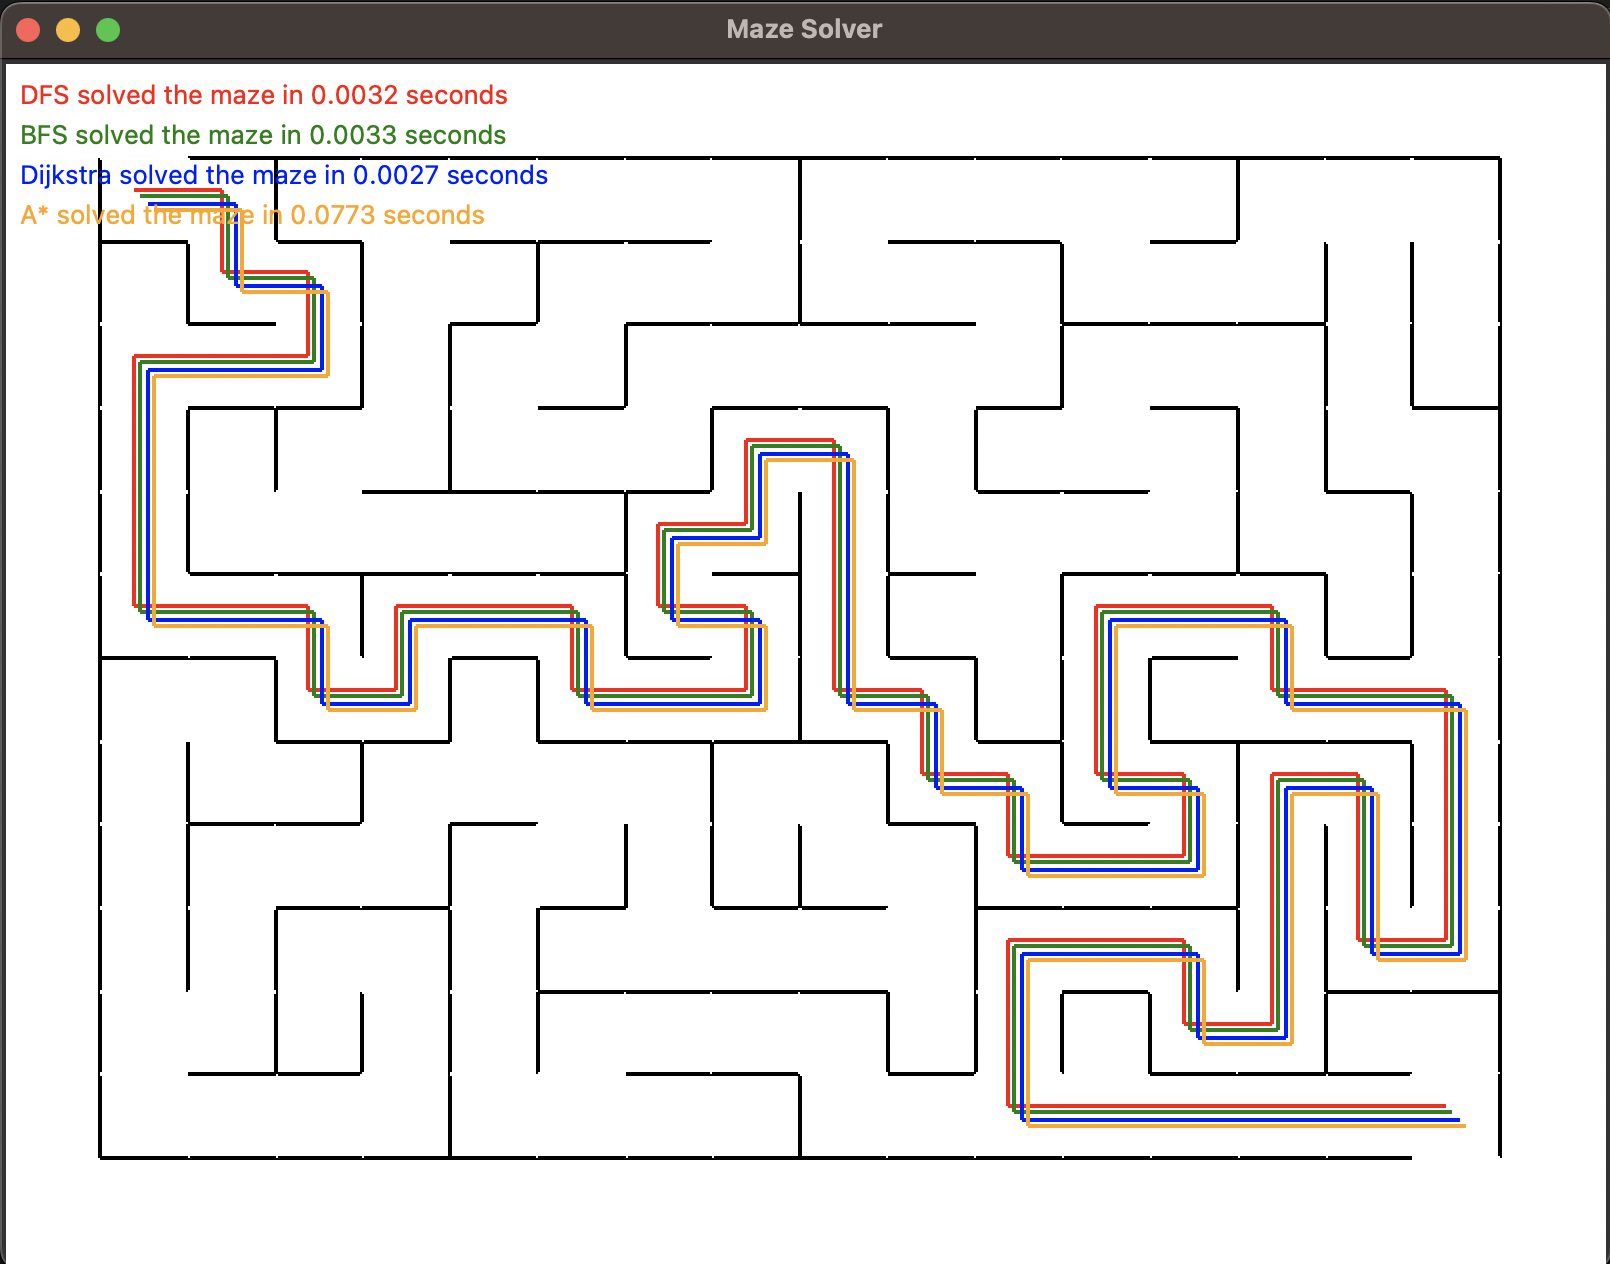 Maze Solver
DFS solved the maze in 0.0032 seconds
BFS solved the maze in 0.0033 seconds
Dijkstra solved the maze in 0.0027 seconds
A* solved the maze in 0.0773 seconds